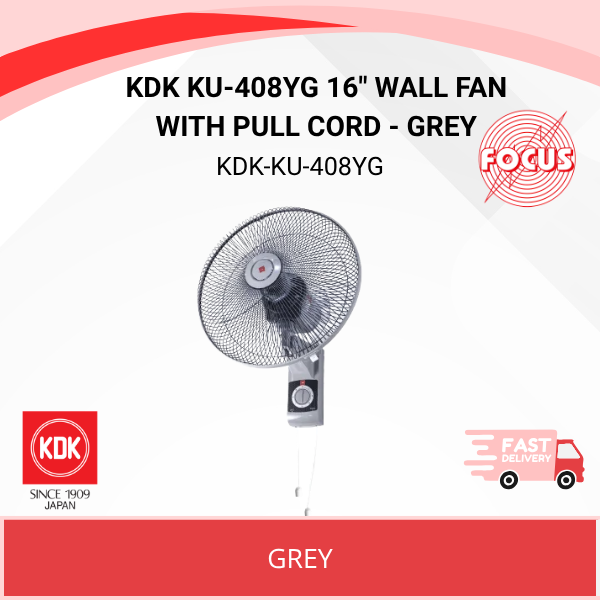 KDK KU-408YG 16" WALL FAN
WITH PULL CORD - GREY
KDK-KU-408YG
FOCUS
KDK
SINCE 1909
JAPAN
FAST
DELIVERY
GREY